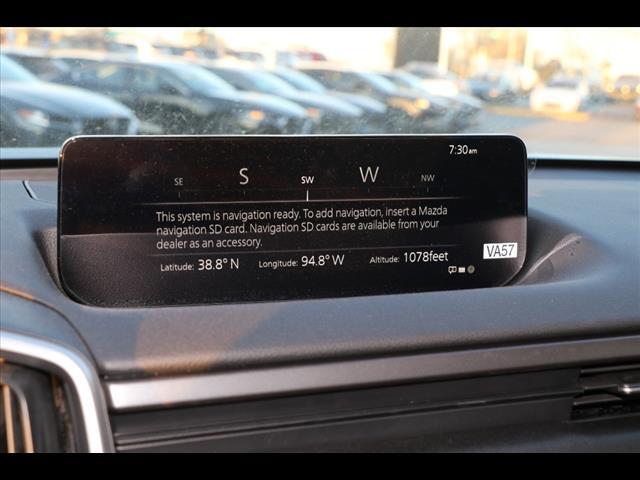 7:30am
SE S SW W NW
This system is navigation ready. To add navigation, insert a Mazda
navigation SD card. Navigation SD cards are available from your
dealer as an accessory.
Latitude: 38.8° N Longitude: 94.8° W Altitude: 1078feet
VA57